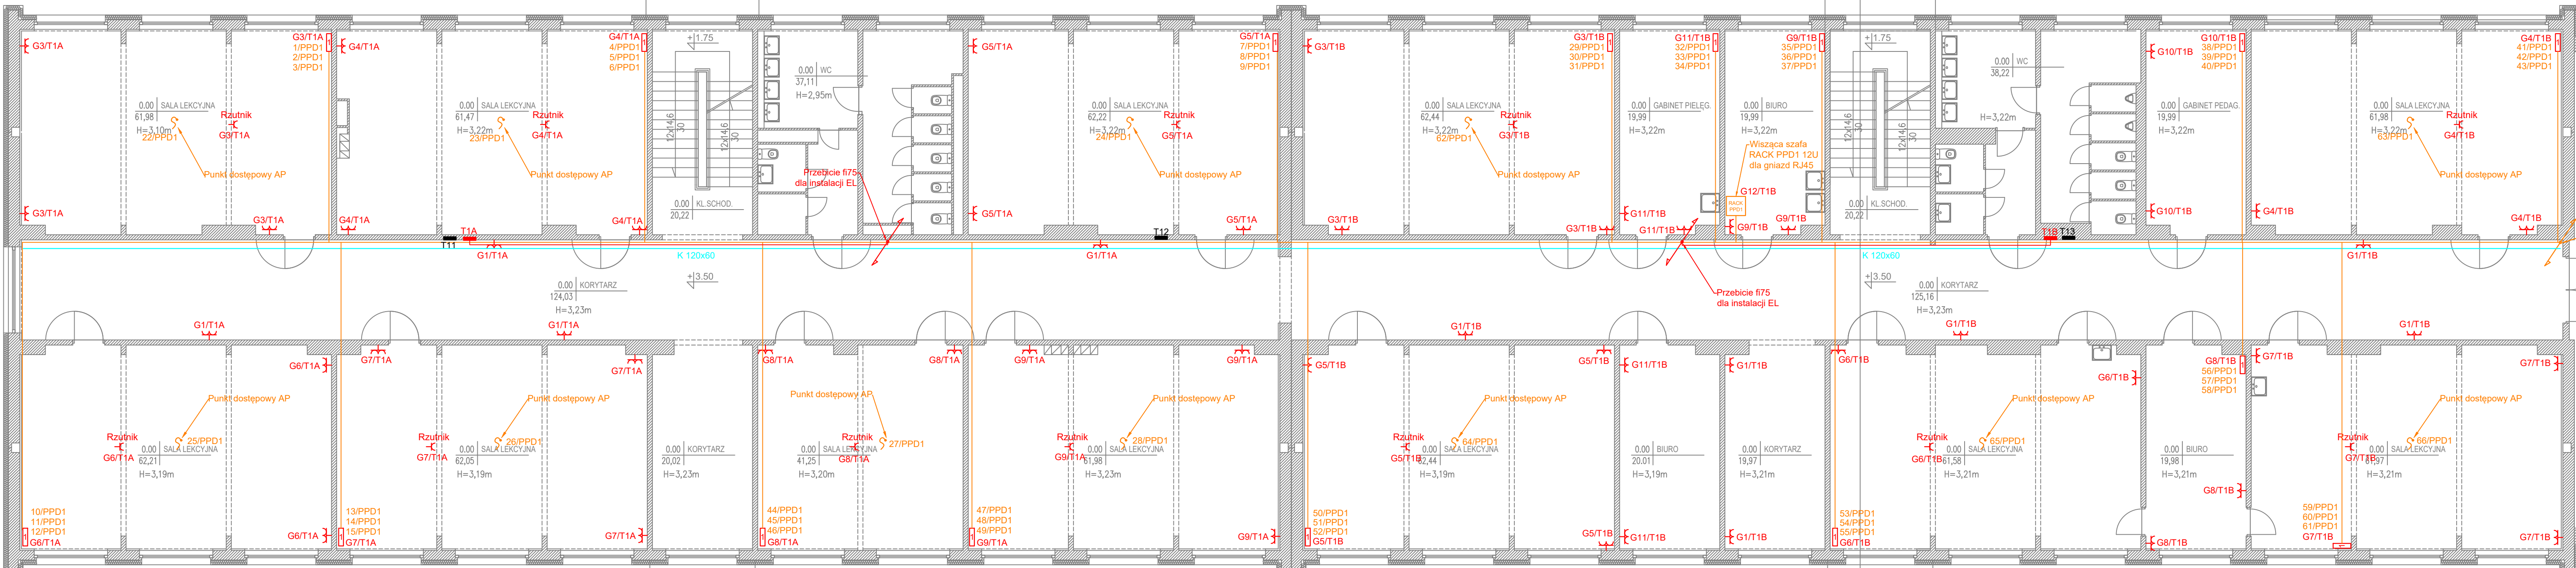 G3/T1A
G3/T1A
1/PPD1
2/PPD1
3/PPD1
G4/T1A
G4/T1A
4/PPD1
5/PPD1
6/PPD1
+1.75
0.00 WC
37,11
H=2,95m
G5/T1A
G5/T1A
7/PPD1
8/PPD1
9/PPD1
G3/T1B
G3/T1B
29/PPD1
30/PPD1
31/PPD1
G11/T1B
32/PPD1
33/PPD1
34/PPD1
G9/T1B
35/PPD1
36/PPD1
37/PPD1
+1.75
0.00 WC
38,22
H=3,22m
G10/T1B
G10/T1B
38/PPD1
39/PPD1
40/PPD1
G4/T1B
41/PPD1
42/PPD1
43/PPD1
0.00 SALA LEKCYJNA
61,98
H=3,10m
22/PPD1
Rzutnik
G3/T1A
Punkt dostępowy AP
0.00 SALA LEKCYJNA
61,47
H=3,22m
23/PPD1
Rzutnik
G4/T1A
Punkt dostępowy AP
12x14,6
30
12x14,6
30
Przebicie fi75
dla instalacji EL
0.00 SALA LEKCYJNA
62,22
H=3,22m
24/PPD1
Rzutnik
G5/T1A
Punkt dostępowy AP
0.00 SALA LEKCYJNA
62,44
H=3,22m
62/PPD1
Rzutnik
G3/T1B
Punkt dostępowy AP
0.00 GABINET PIELĘG.
19,99
H=3,22m
0.00 BIURO
19,99
H=3,22m
Wisząca szafa
RACK PPD1 12U
dla gniazd RJ45
12x14,6
30
12x14,6
30
0.00 GABINET PEDAG.
19,99
H=3,22m
0.00 SALA LEKCYJNA
61,98
H=3,22m
63/PPD1
Rzutnik
G4/T1B
Punkt dostępowy AP
G3/T1A
G3/T1A
G4/T1A
G4/T1A
0.00 KL.SCHOD.
20,22
G5/T1A
G5/T1A
G3/T1B
G3/T1B
G11/T1B
G11/T1B
G12/T1B
RACK
PPD1
G9/T1B
G9/T1B
0.00 KL.SCHOD.
20,22
G10/T1B
G4/T1B
G4/T1B
T11
T1A
G1/T1A
K 120x60
G1/T1A
T12
K 120x60
T1B
T13
G1/T1B
0.00 KORYTARZ
124,03
H=3,23m
+3.50
Przebicie fi75
dla instalacji EL
+3.50
0.00 KORYTARZ
125,16
H=3,23m
G1/T1A
G1/T1A
G1/T1B
G1/T1B
G1/T1B
G6/T1A
G7/T1A
G7/T1A
G8/T1A
G8/T1A
G9/T1A
G9/T1A
G5/T1B
G5/T1B
G11/T1B
G1/T1B
G6/T1B
G6/T1B
G8/T1B
56/PPD1
57/PPD1
58/PPD1
G7/T1B
G7/T1B
Punkt dostępowy AP
25/PPD1
Rzutnik
G6/T1A
0.00 SALA LEKCYJNA
62,21
H=3,19m
Punkt dostępowy AP
26/PPD1
Rzutnik
G7/T1A
0.00 SALA LEKCYJNA
62,05
H=3,19m
0.00 KORYTARZ
20,02
H=3,23m
Punkt dostępowy AP
27/PPD1
Rzutnik
G8/T1A
0.00 SALA LEKCYJNA
41,25
H=3,20m
Punkt dostępowy AP
28/PPD1
Rzutnik
G9/T1A
0.00 SALA LEKCYJNA
61,98
H=3,23m
Punkt dostępowy AP
64/PPD1
Rzutnik
G5/T1B
0.00 SALA LEKCYJNA
62,44
H=3,19m
0.00 BIURO
20.01
H=3,19m
0.00 KORYTARZ
19,97
H=3,21m
Punkt dostępowy AP
65/PPD1
Rzutnik
G6/T1B
0.00 SALA LEKCYJNA
61,58
H=3,21m
0.00 BIURO
19,98
H=3,21m
Punkt dostępowy AP
66/PPD1
Rzutnik
G7/T1B
0.00 SALA LEKCYJNA
61,97
H=3,21m
G8/T1B
10/PPD1
11/PPD1
12/PPD1
G6/T1A
G6/T1A
13/PPD1
14/PPD1
15/PPD1
G7/T1A
G7/T1A
44/PPD1
45/PPD1
46/PPD1
G8/T1A
47/PPD1
48/PPD1
49/PPD1
G9/T1A
G9/T1A
50/PPD1
51/PPD1
52/PPD1
G5/T1B
G5/T1B
G11/T1B
G1/T1B
53/PPD1
54/PPD1
55/PPD1
G6/T1B
G8/T1B
59/PPD1
60/PPD1
61/PPD1
G7/T1B
G7/T1B